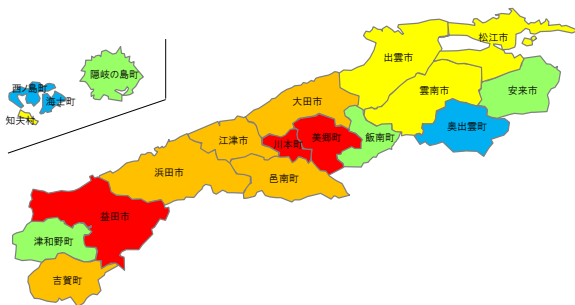 松江市
出雲市
隠岐の島町
雲南市
安来市
西ノ島町
海士町
大田市
知夫村
奥出雲町
江津市
川本町
美郷町
飯南町
浜田市
邑南町
益田市
津和野町
吉賀町